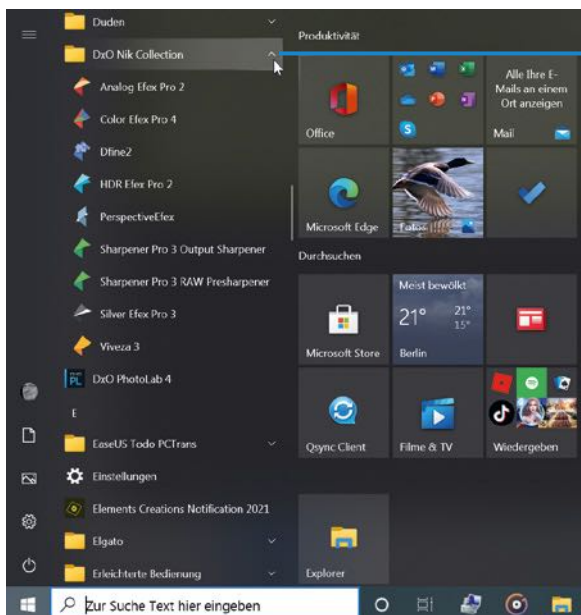 Duden
DxO Nik Collection
Analog Efex Pro 2
Color Efex Pro 4
Dfine2
HDR Efex Pro 2
PerspectiveEfex
Sharpener Pro 3 Output Sharpener
Sharpener Pro 3 RAW Presharpener
Silver Efex Pro 3
Viveza 3
PL
DxO PhotoLab 4
E
EaseUS Todo PCTrans
Einstellungen
Elements Creations Notification 2021
Elgato
Erleichterte Bedienung
Zur Suche Text hier eingeben
Produktivität
Office
Alle Ihre E-
Mails an einem
Ort anzeigen
Mail
Microsoft Edge
Fotos
Durchsuchen
Microsoft Store
Meist bewölkt
21°
21°
15°
Berlin
Qsync Client
Filme & TV
Wiedergeben
Explorer